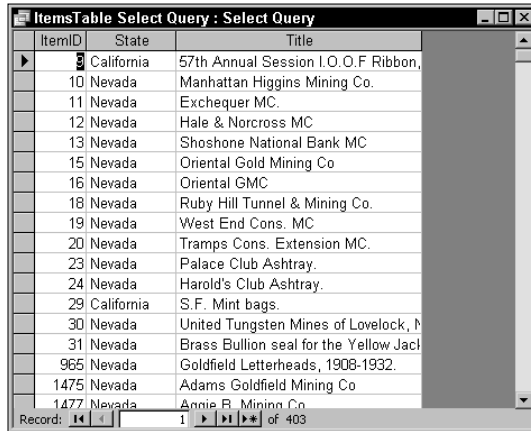 ItemsTable Select Query : Select Query
ItemID State Title
9 California 57th Annual Session I.O.O.F Ribbon,
10 Nevada Manhattan Higgins Mining Co.
11 Nevada Exchequer MC.
12 Nevada Hale & Norcross MC
13 Nevada Shoshone National Bank MC
15 Nevada Oriental Gold Mining Co
16 Nevada Oriental GMC
18 Nevada Ruby Hill Tunnel & Mining Co.
19 Nevada West End Cons. MC
20 Nevada Tramps Cons. Extension MC.
23 Nevada Palace Club Ashtray.
24 Nevada Harold's Club Ashtray.
29 California S.F. Mint bags.
30 Nevada United Tungsten Mines of Lovelock, N
31 Nevada Brass Bullion seal for the Yellow Jack
965 Nevada Goldfield Letterheads, 1908-1932.
1475 Nevada Adams Goldfield Mining Co
1477 Nevada Aggie B. Mining Co.
Record: 1 of 403